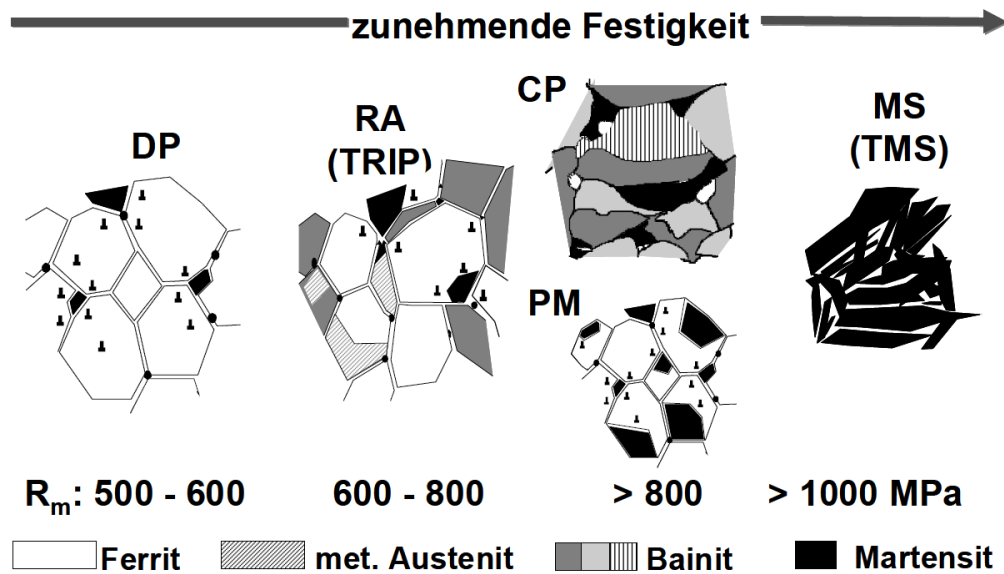 zunehmende Festigkeit
DP
RA
(TRIP)
CP
PM
MS
(TMS)
Rm: 500 - 600
600 - 800
> 800
> 1000 MPa
Ferrit
met. Austenit
Bainit
Martensit